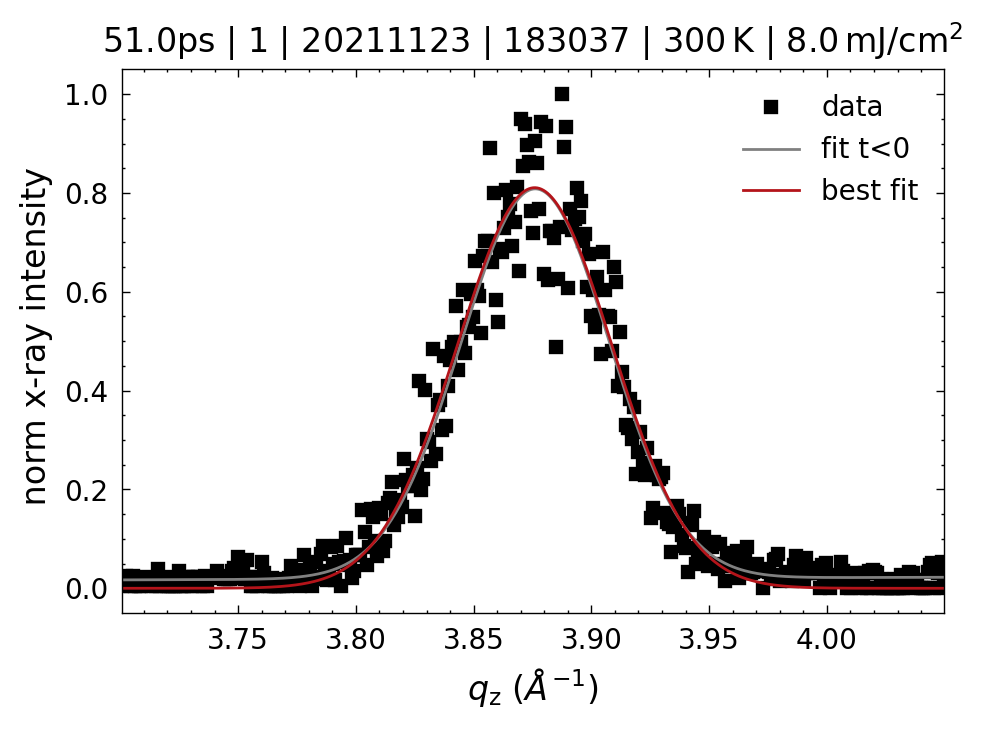 51.0ps | 1 | 20211123 | 183037 | 300 K | 8.0 mJ/cm²
1.0
0.8
0.6
0.4
0.2
0.0
norm x-ray intensity
data
fit t<0
best fit
3.75 3.80 3.85 3.90 3.95 4.00
q_z (Å⁻¹)